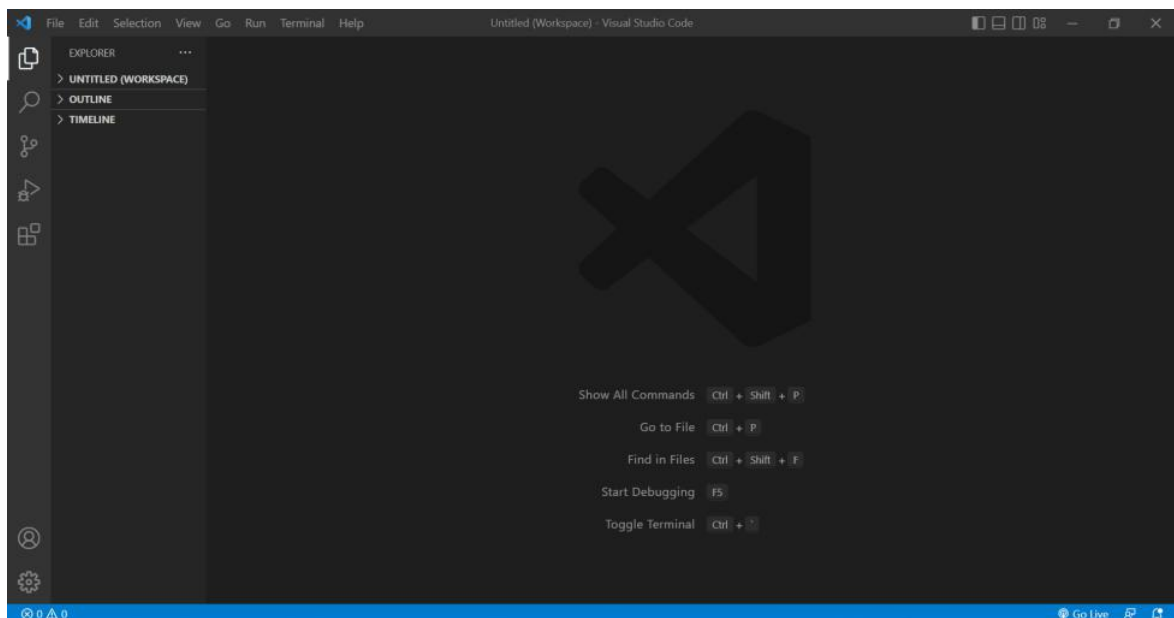 File Edit Selection View Go Run Terminal Help Untitled (Workspace) - Visual Studio Code
EXPLORER
UNTITLED (WORKSPACE)
OUTLINE
TIMELINE
Show All Commands Ctrl + Shift + P
Go to File Ctrl + P
Find in Files Ctrl + Shift + F
Start Debugging F5
Toggle Terminal Ctrl + `
0 0 Go Live